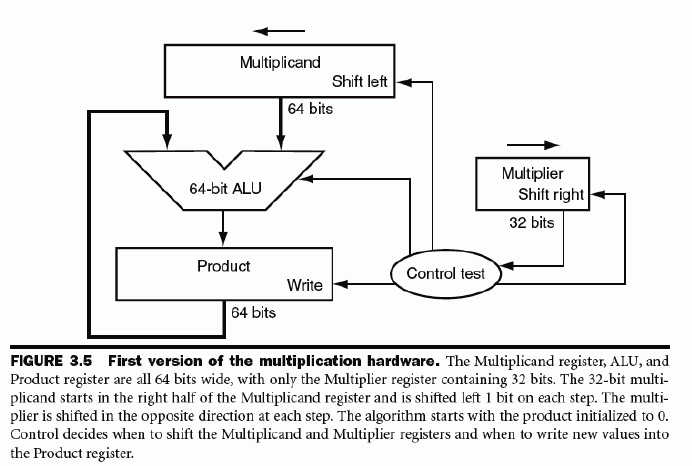 Multiplicand
Shift left
64 bits
64-bit ALU
Multiplier
Shift right
32 bits
Product
Write
Control test
64 bits
FIGURE 3.5 First version of the multiplication hardware. The Multiplicand register, ALU, and
Product register are all 64 bits wide, with only the Multiplier register containing 32 bits. The 32-bit multi-
plicand starts in the right half of the Multiplicand register and is shifted left 1 bit on each step. The multi-
plier is shifted in the opposite direction at each step. The algorithm starts with the product initialized to 0.
Control decides when to shift the Multiplicand and Multiplier registers and when to write new values into
the Product register.